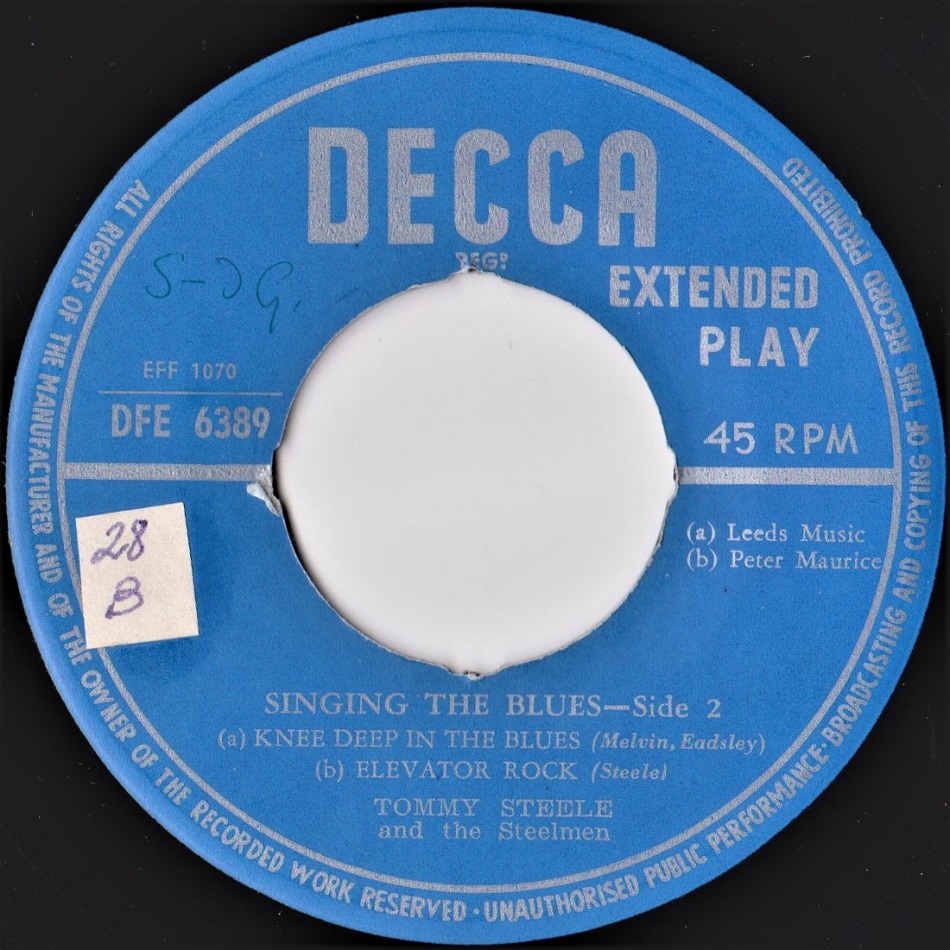 DECCA
REGD
EXTENDED
PLAY
EFF 1070
DFE 6389
45 RPM
28
B
(a) Leeds Music
(b) Peter Maurice
SINGING THE BLUES—Side 2
(a) KNEE DEEP IN THE BLUES (Melvin, Eadsley)
(b) ELEVATOR ROCK (Steele)
TOMMY STEELE
and the Steelmen
ALL RIGHTS OF THE MANUFACTURER AND OF THE OWNER OF THE RECORDED WORK RESERVED · UNAUTHORISED PUBLIC PERFORMANCE · BROADCASTING AND COPYING OF THIS RECORD PROHIBITED